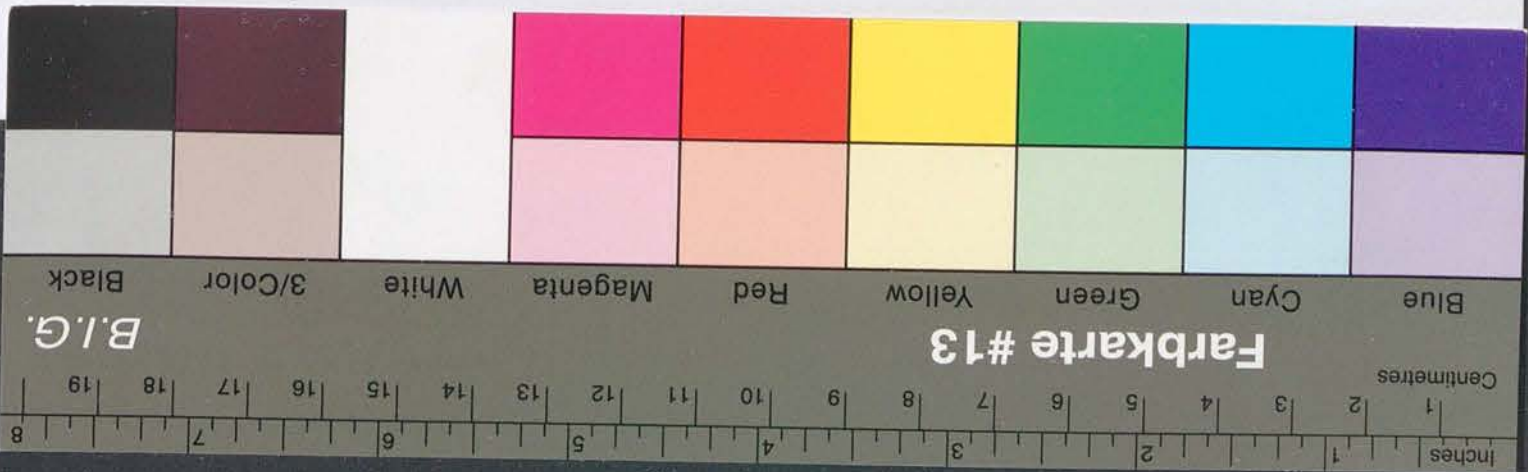 Inches 1 2 3 4 5 6 7 8
Centimetres 1 2 3 4 5 6 7 8 9 10 11 12 13 14 15 16 17 18 19
Farbkarte #13 B.I.G.
Blue Cyan Green Yellow Red Magenta White 3/Color Black